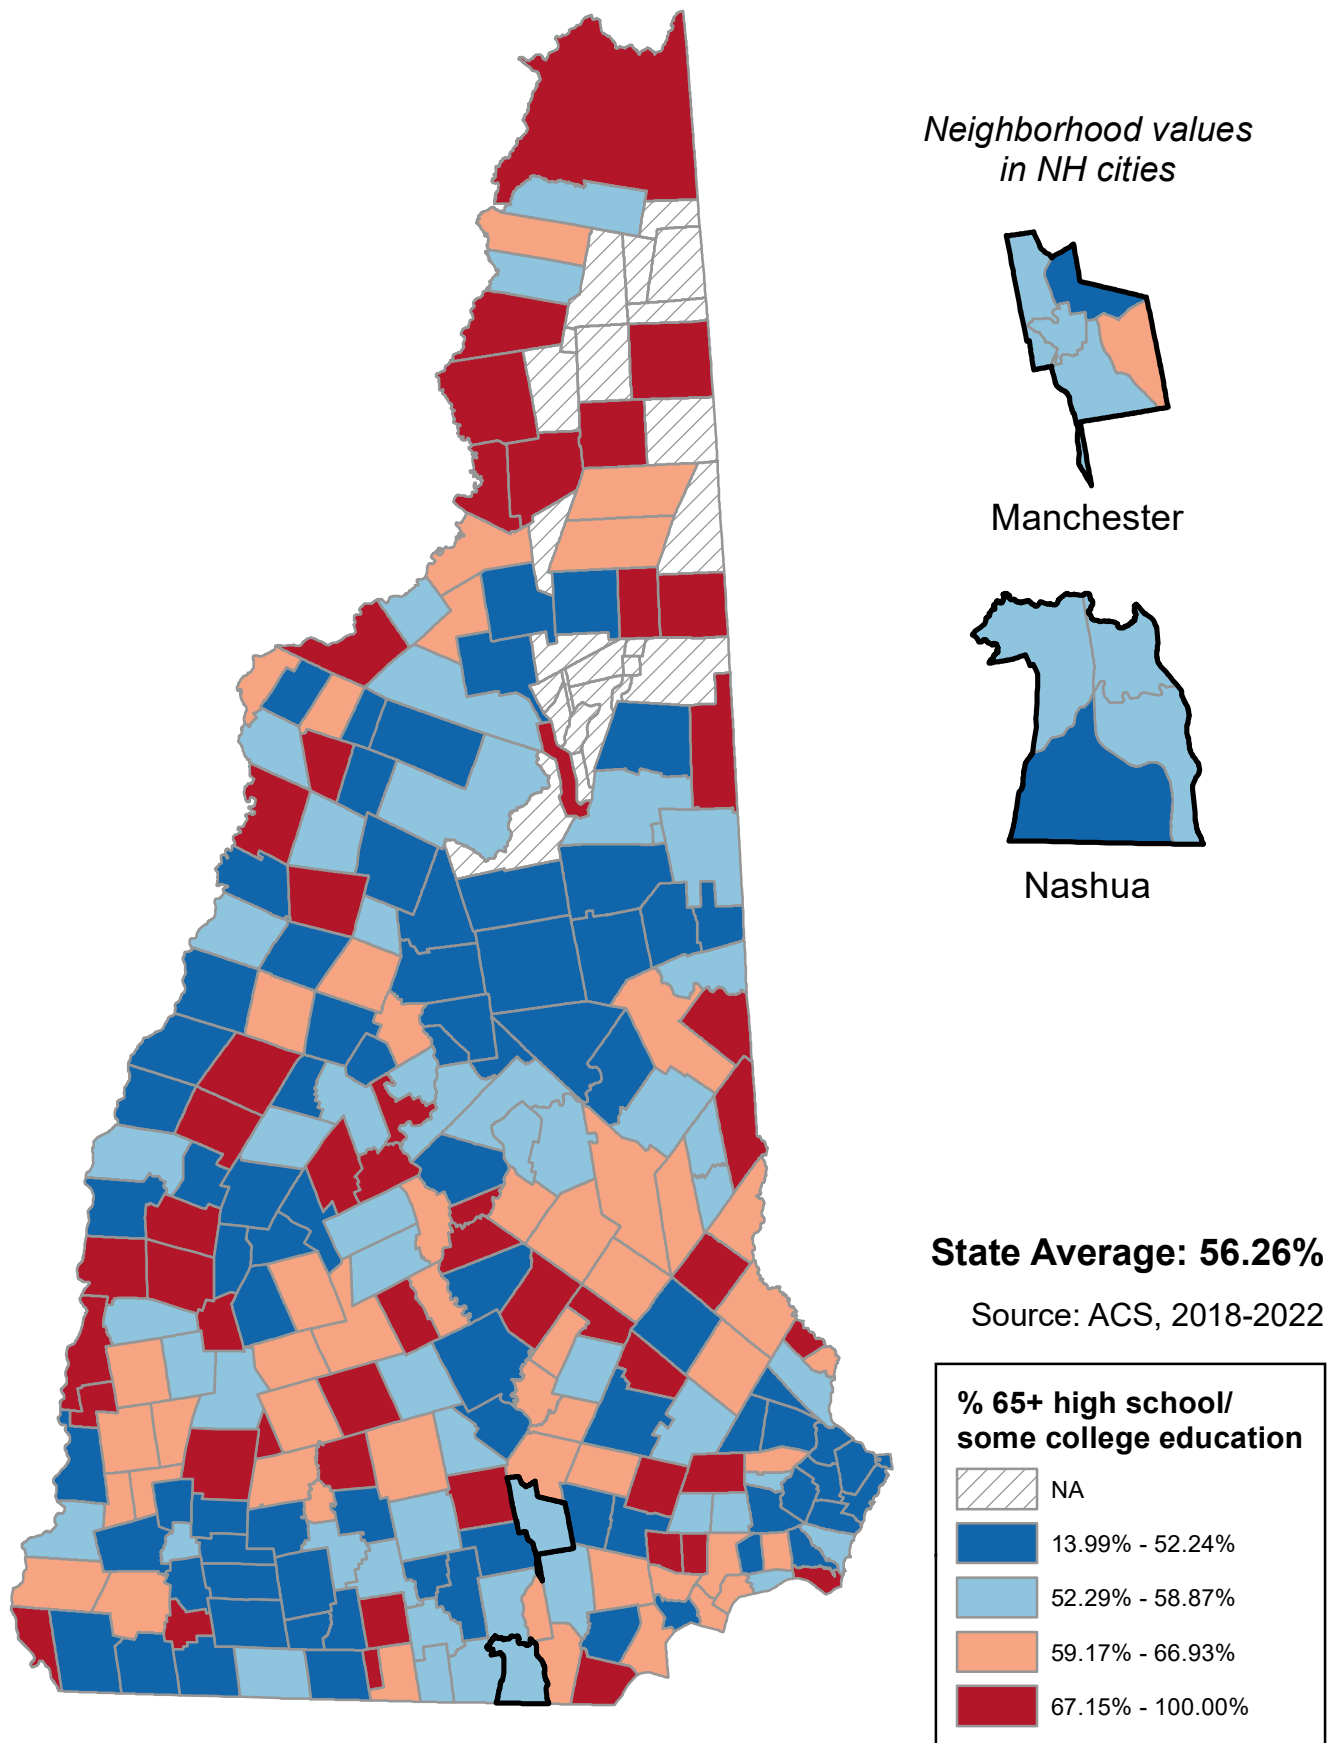 Neighborhood values
in NH cities
Manchester
Nashua
State Average: 56.26%
Source: ACS, 2018-2022
% 65+ high school/
some college education
NA
13.99% - 52.24%
52.29% - 58.87%
59.17% - 66.93%
67.15% - 100.00%